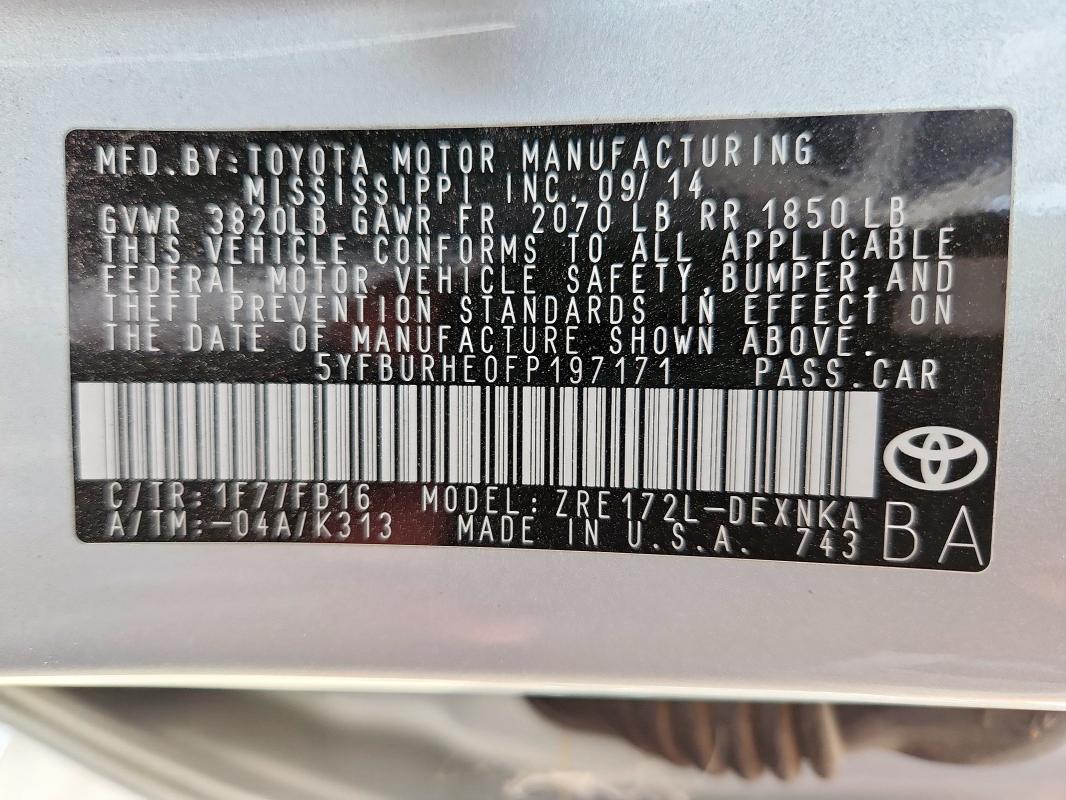 MFD.BY:TOYOTA MOTOR MANUFACTURING
MISSISSIPPI INC. 09/14
GVWR 3820LB GAWR FR 2070 LB RR 1850 LB
THIS VEHICLE CONFORMS TO ALL APPLICABLE
FEDERAL MOTOR VEHICLE SAFETY,BUMPER,AND
THEFT PREVENTION STANDARDS IN EFFECT ON
THE DATE OF MANUFACTURE SHOWN ABOVE.
5YFBURHE0FP197171 PASS.CAR
C/TR:1F7/FB16 MODEL:ZRE172L-DEXNKA
A/TM:-04A/K313 MADE IN U.S.A. 743 BA